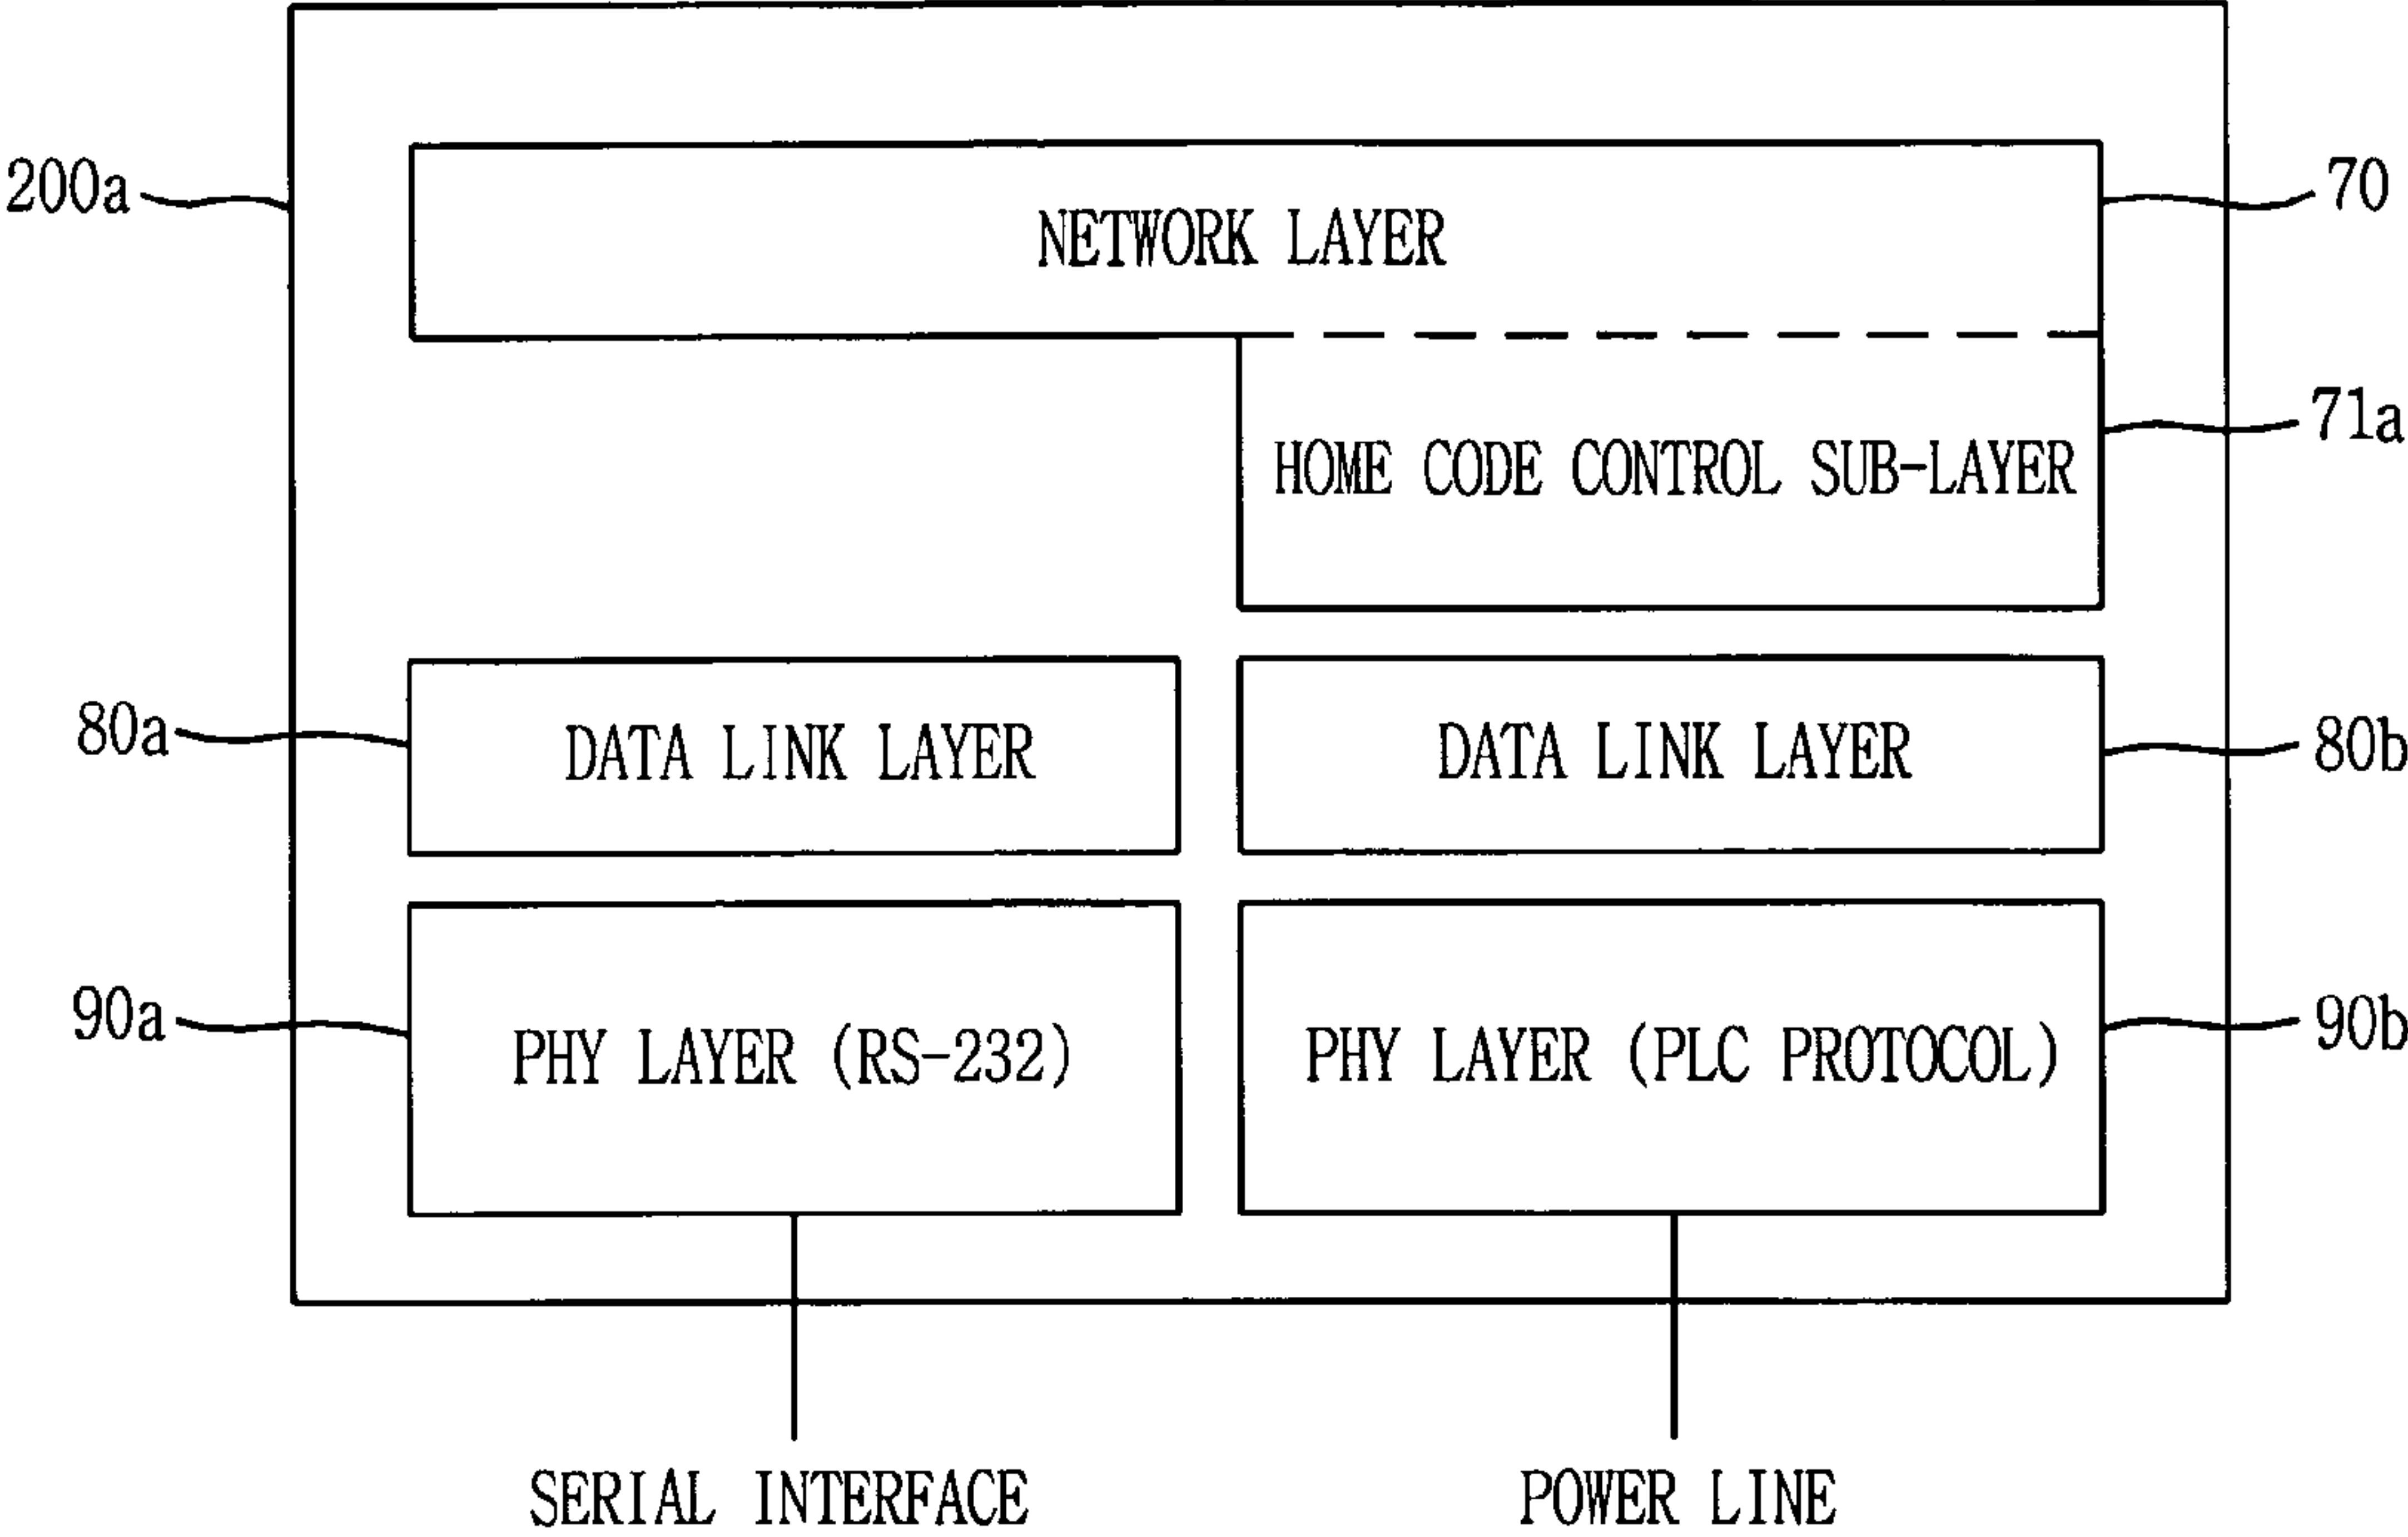 200a
70
NETWORK LAYER
71a
HOME CODE CONTROL SUB-LAYER
80a
DATA LINK LAYER
DATA LINK LAYER
80b
90a
PHY LAYER (RS-232)
PHY LAYER (PLC PROTOCOL)
90b
SERIAL INTERFACE
POWER LINE